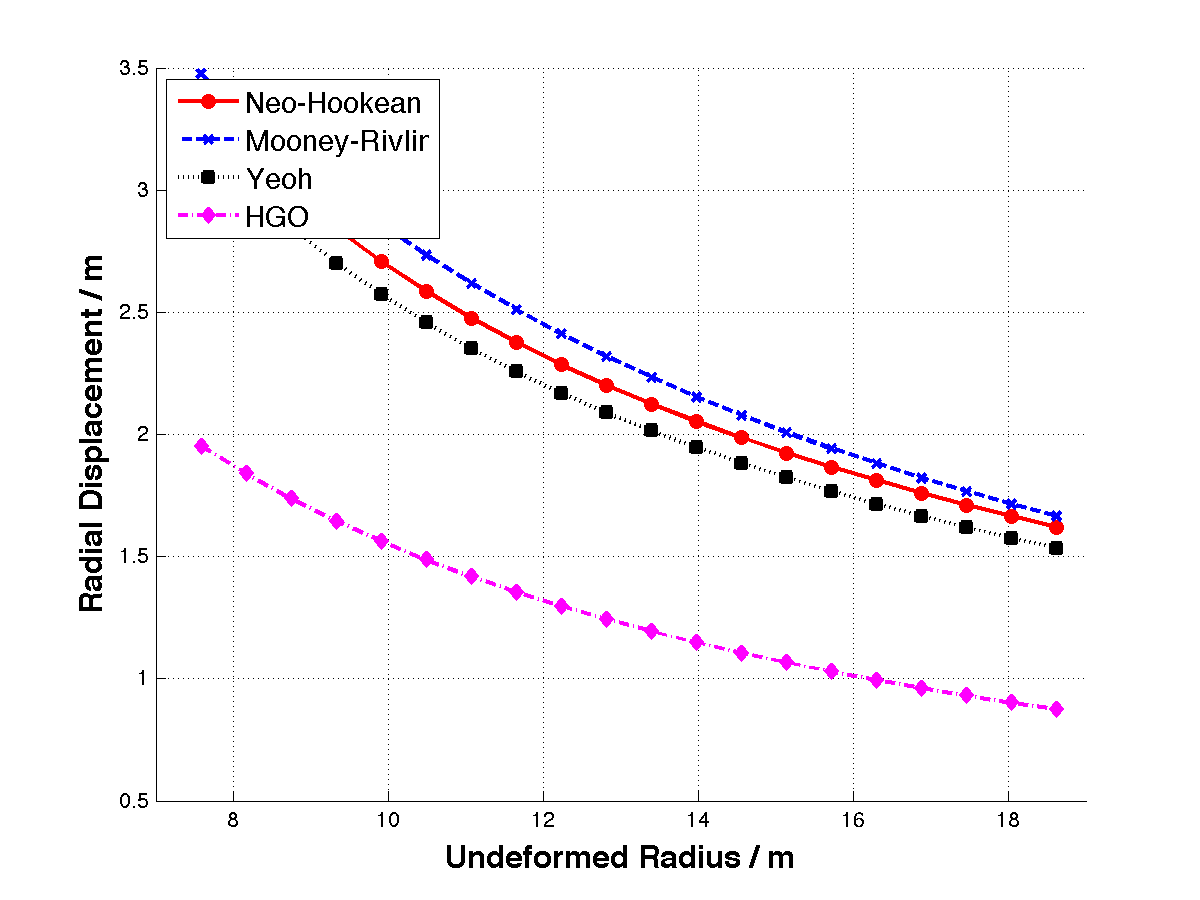 3.5
3
2.5
2
1.5
1
0.5
Neo-Hookean
Mooney-Rivlir
Yeoh
HGO
Radial Displacement / m
8 10 12 14 16 18
Undeformed Radius / m